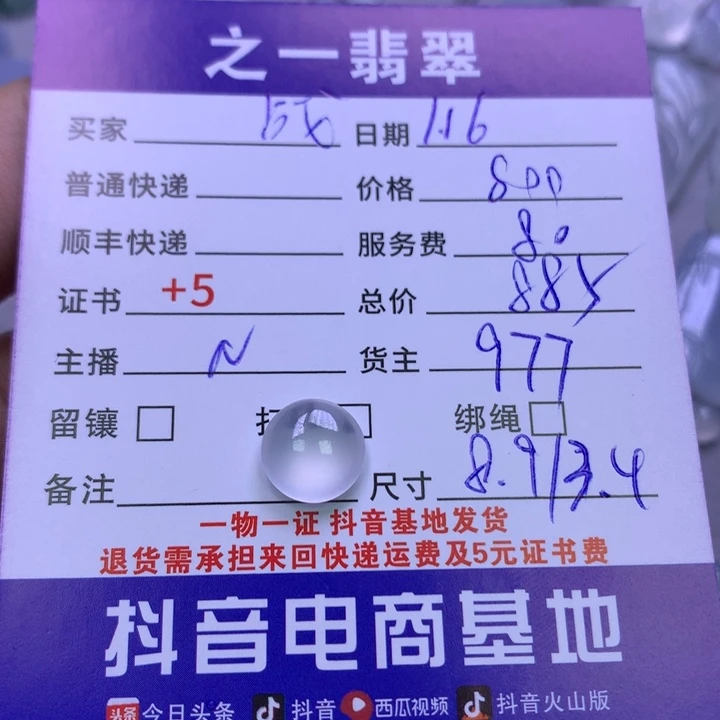 之一翡翠
买家 日期 1.16
普通快递 价格 800
顺丰快递 服务费 80
证书 +5 总价 885
主播 N 货主 977
留镶 绑绳
备注 尺寸 8.9/3.4
一物一证 抖音基地发货
退货需承担来回快递运费及5元证书费
抖音电商基地
头条 今日头条 抖音 西瓜视频 抖音火山版